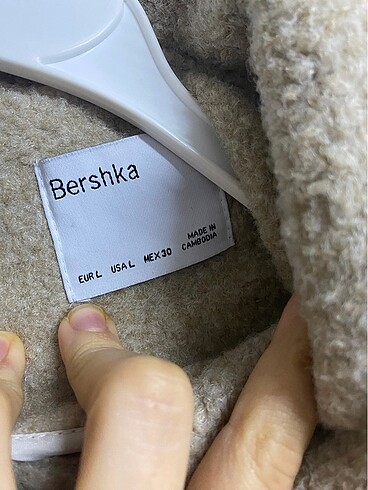 Bershka
MADE IN
CAMBODIA
EUR L USA L MEX 30